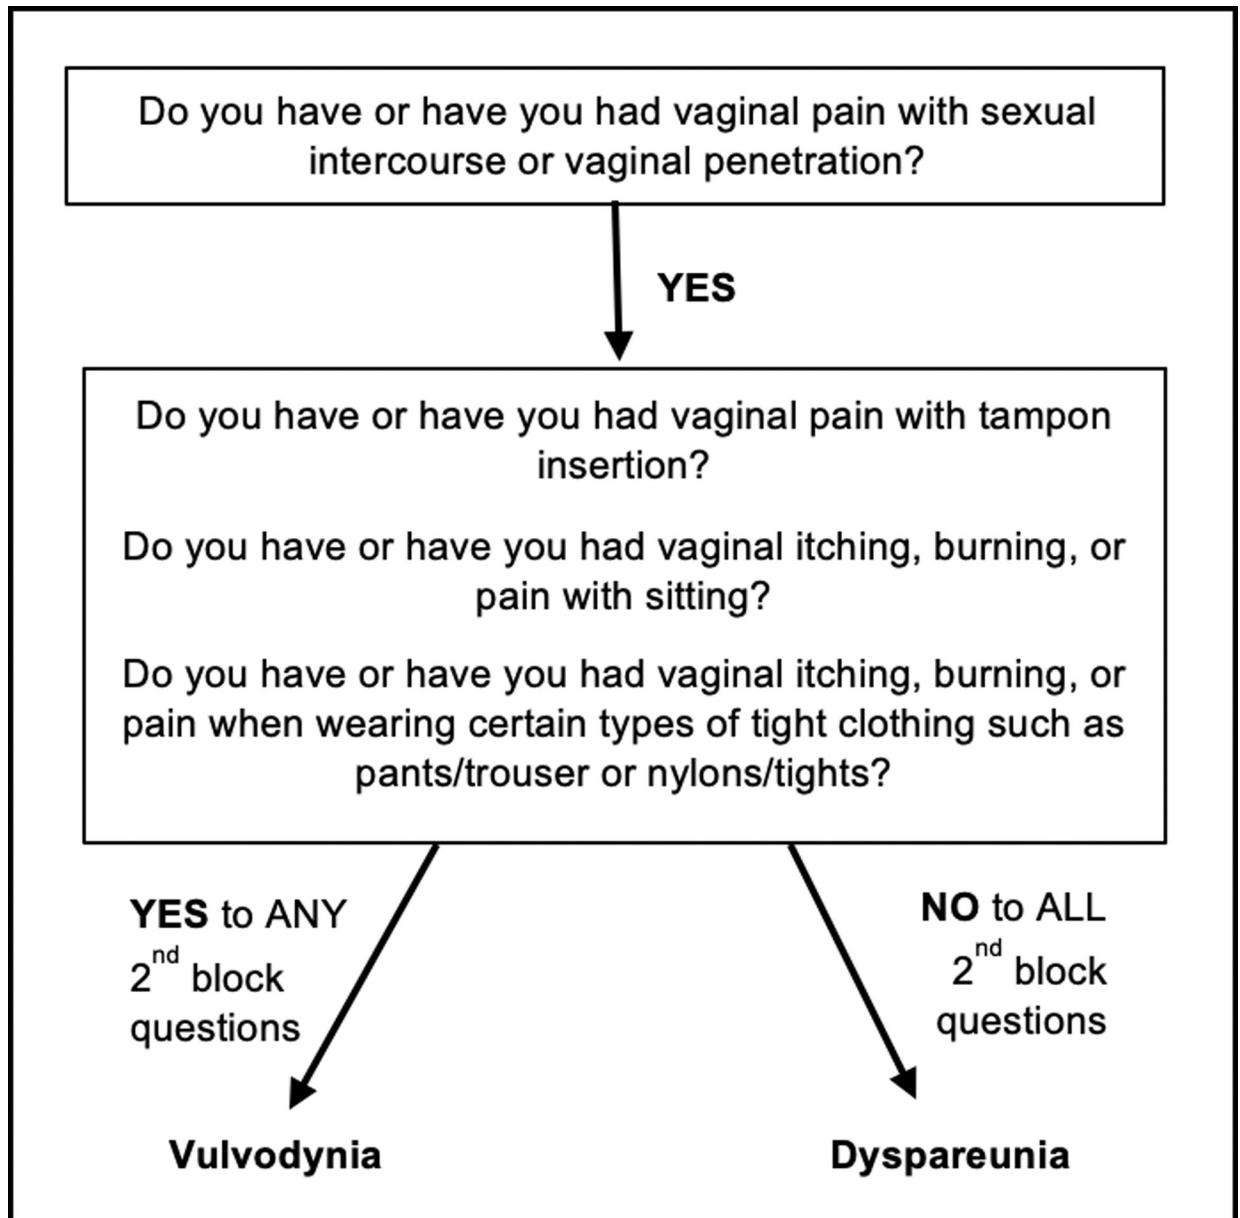 Do you have or have you had vaginal pain with sexual
intercourse or vaginal penetration?
YES
Do you have or have you had vaginal pain with tampon
insertion?
Do you have or have you had vaginal itching, burning, or
pain with sitting?
Do you have or have you had vaginal itching, burning, or
pain when wearing certain types of tight clothing such as
pants/trouser or nylons/tights?
YES to ANY
2nd block
questions
NO to ALL
2nd block
questions
Vulvodynia
Dyspareunia